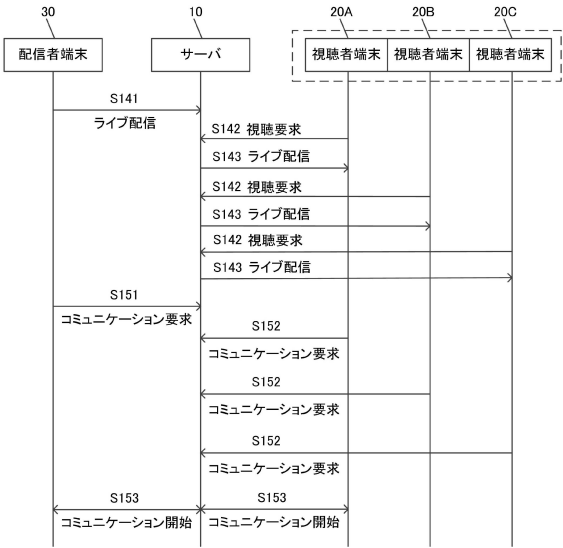 30
10
20A
20B
20C
配信者端末
サーバ
視聴者端末
視聴者端末
視聴者端末
S141
ライブ配信
S142 視聴要求
S143 ライブ配信
S142 視聴要求
S143 ライブ配信
S142 視聴要求
S143 ライブ配信
S151
コミュニケーション要求
S152
コミュニケーション要求
S152
コミュニケーション要求
S152
コミュニケーション要求
S153
S153
コミュニケーション開始
コミュニケーション開始